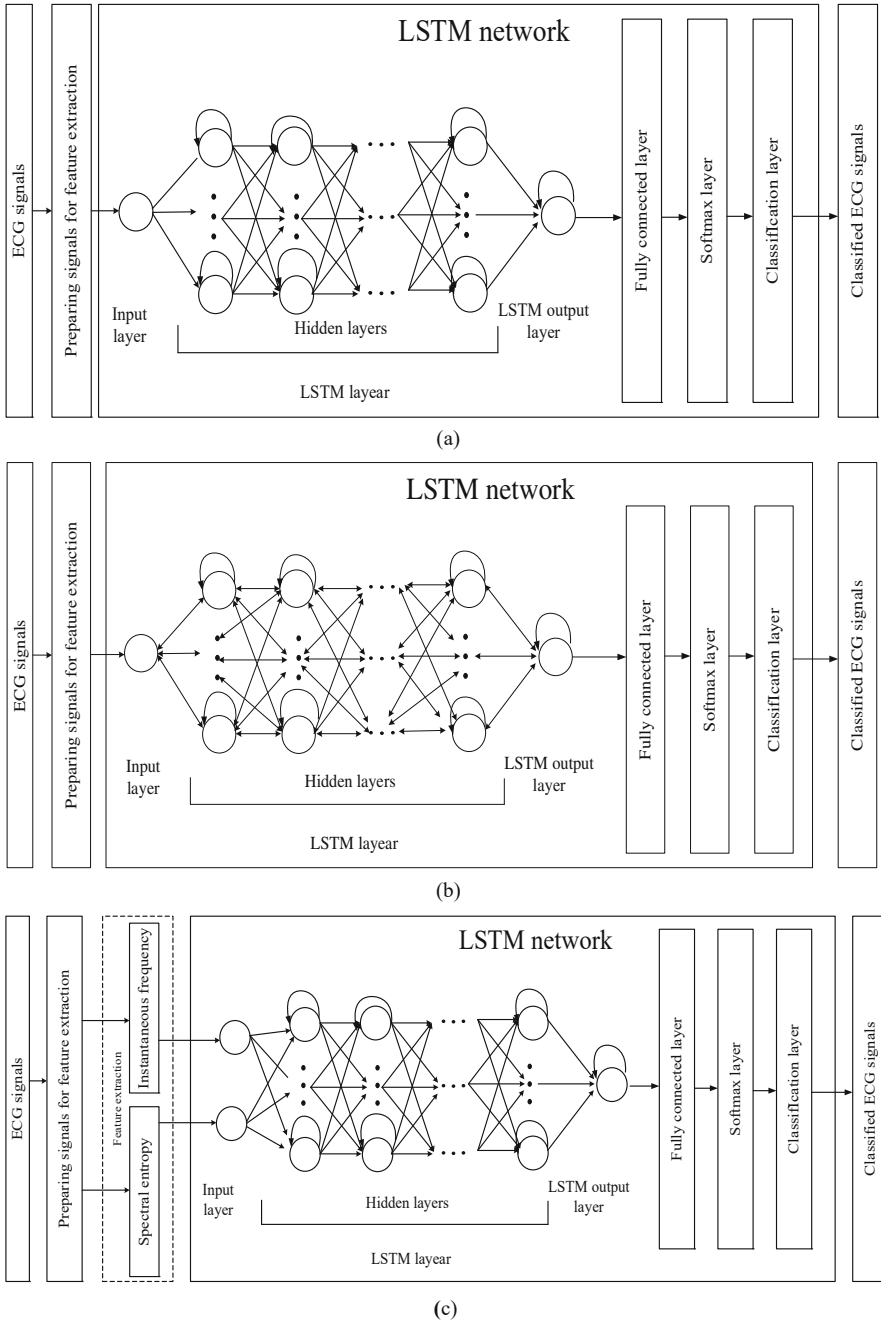 LSTM network
ECG signals
Preparing signals for feature extraction
Input
layer
Hidden layers
LSTM output
layer
LSTM layear
Fully connected layer
Softmax layer
ClassifIcation layer
Classified ECG signals
(a)
LSTM network
ECG signals
Preparing signals for feature extraction
Input
layer
Hidden layers
LSTM output
layer
LSTM layear
Fully connected layer
Softmax layer
ClassifIcation layer
Classified ECG signals
(b)
LSTM network
ECG signals
Preparing signals for feature extraction
Feature extraction
Instantaneous frequency
Spectral entropy
Input
layer
Hidden layers
LSTM output
layer
LSTM layear
Fully connected layer
Softmax layer
ClassifIcation layer
Classified ECG signals
(c)